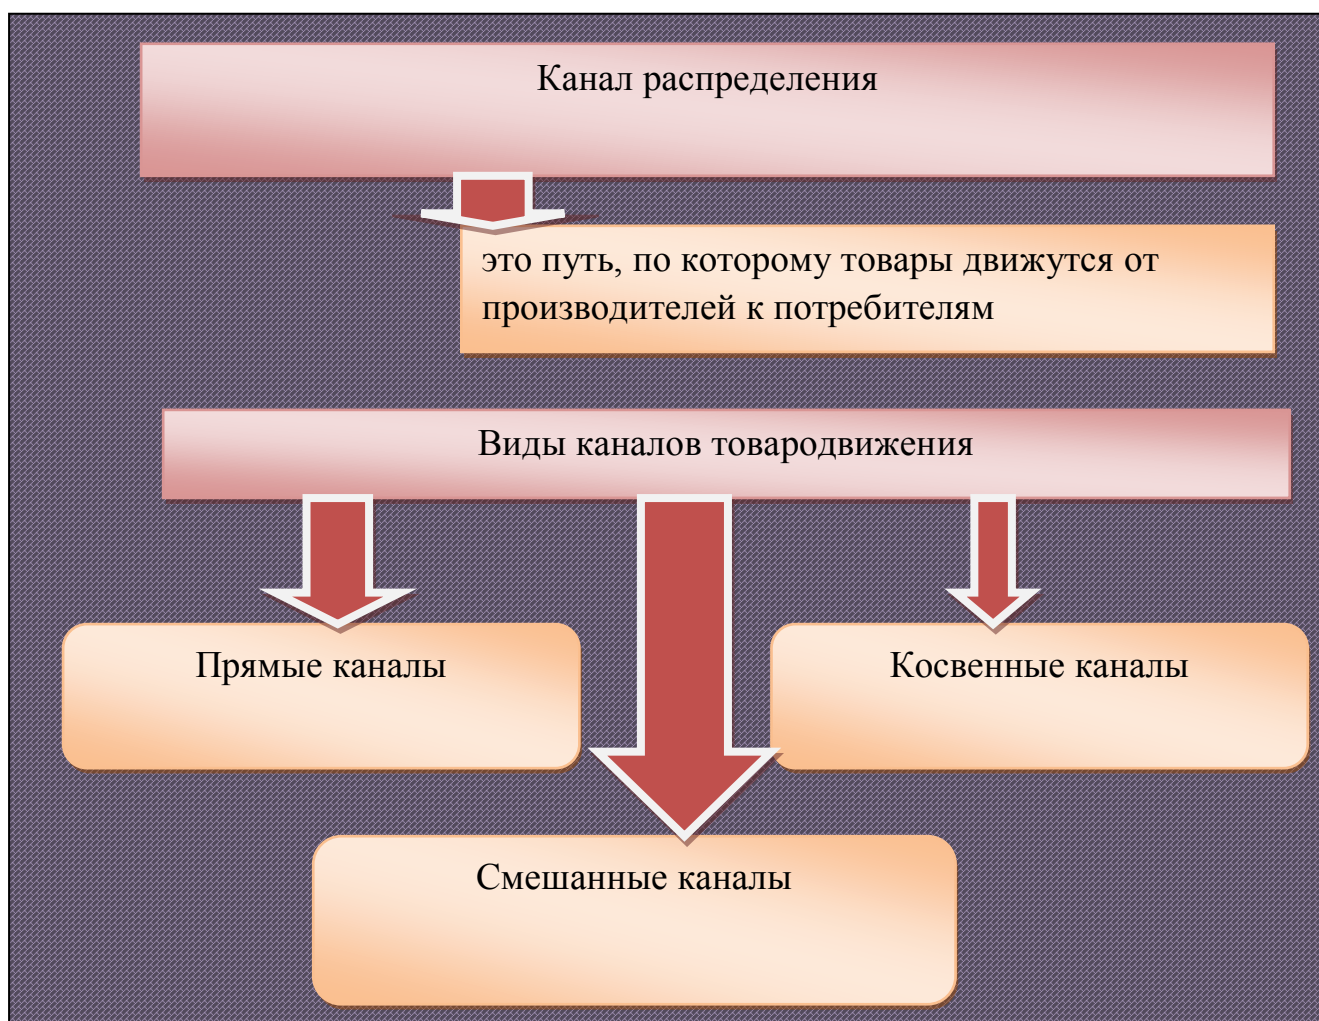 Канал распределения
это путь, по которому товары движутся от
производителей к потребителям
Виды каналов товародвижения
Прямые каналы
Косвенные каналы
Смешанные каналы